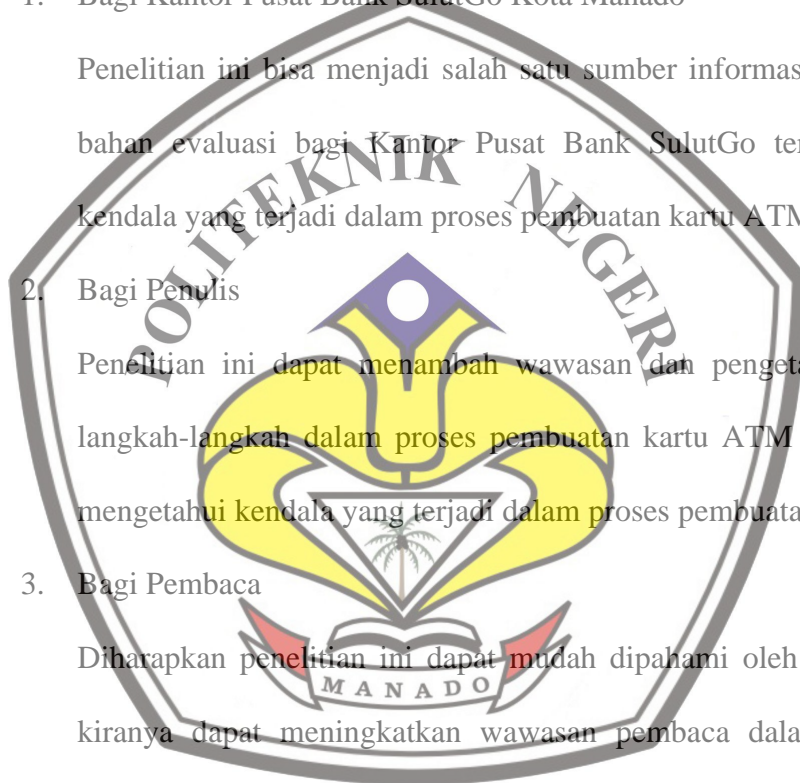 1. Bagi Kantor Pusat Bank SulutGo Kota Manado
Penelitian ini bisa menjadi salah satu sumber informas
bahan evaluasi bagi Kantor Pusat Bank SulutGo ter
kendala yang terjadi dalam proses pembuatan kartu ATM
2. Bagi Penulis
Penelitian ini dapat menambah wawasan dan pengeta
langkah-langkah dalam proses pembuatan kartu ATM
mengetahui kendala yang terjadi dalam proses pembuata
3. Bagi Pembaca
Diharapkan penelitian ini dapat mudah dipahami oleh
kiranya dapat meningkatkan wawasan pembaca dala
POLITEKNIK NEGERI
MANADO